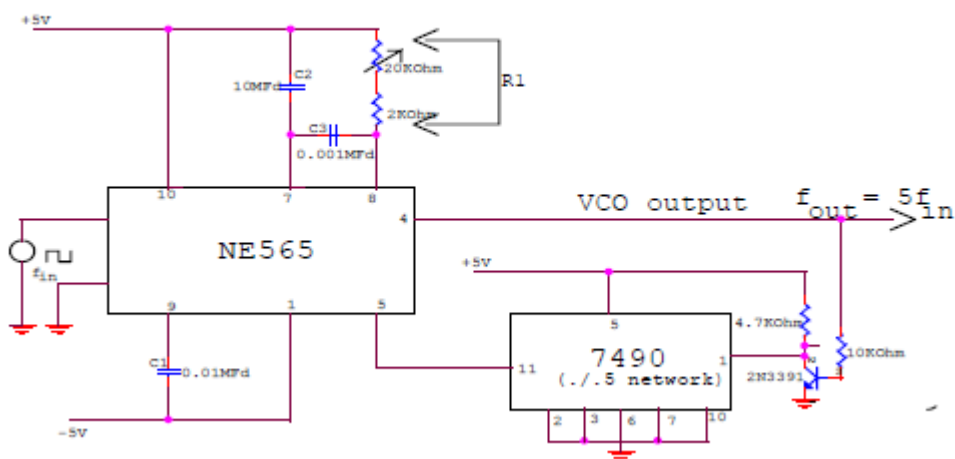 +5V
C2
10MFd
20KOhm
R1
2KOhm
C3
0.001MFd
10
7
8
4
VCO output
fout = 5fin
NE565
fin
+5V
9
1
5
5
4.7KOhm
7490
(./.5 network)
11
1
2
10KOhm
2N3391
C1
0.01MFd
2
3
6
7
10
-5V